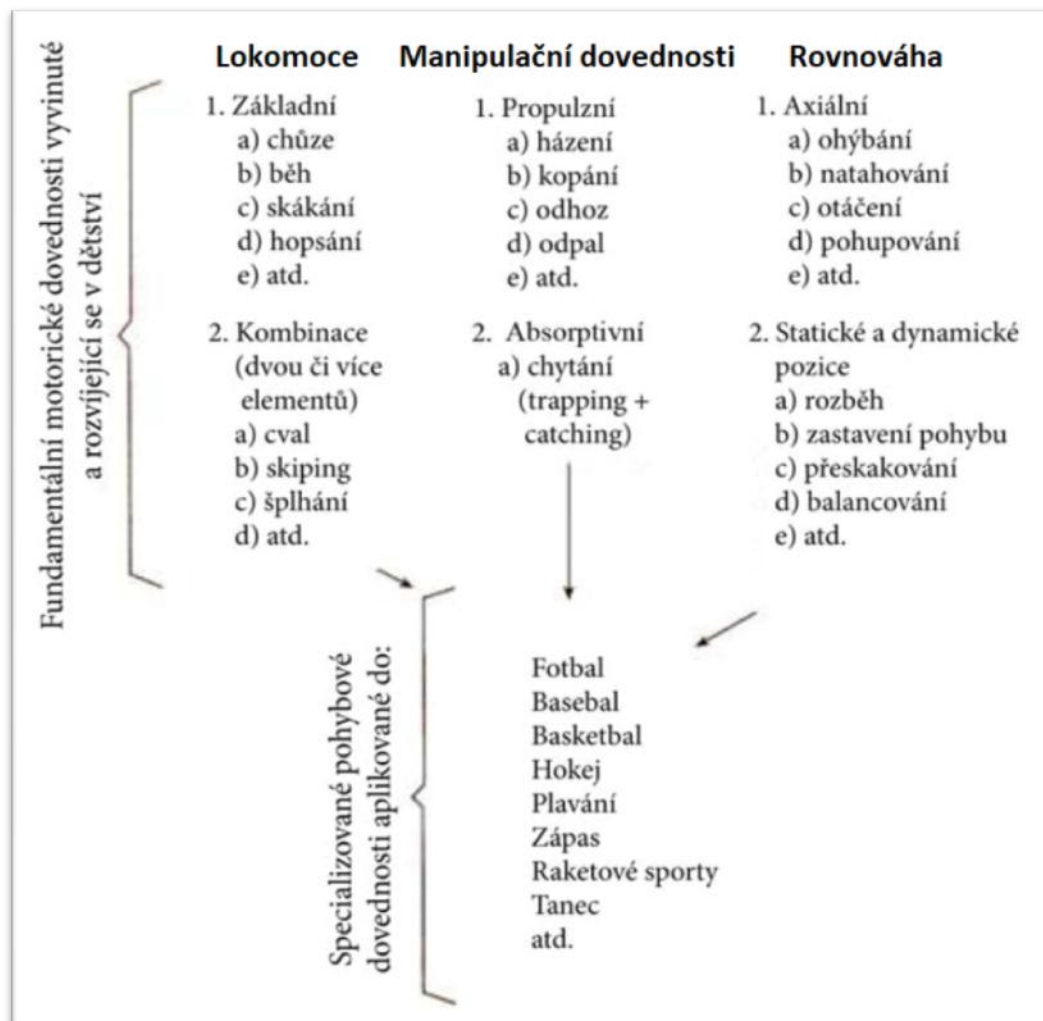 Fundamentální motorické dovednosti vyvinuté
a rozvíjející se v dětství
Lokomoce
1. Základní
a) chůze
b) běh
c) skákání
d) hopsání
e) atd.
2. Kombinace
(dvou či více
elementů)
a) cval
b) skiping
c) šplhání
d) atd.
Manipulační dovednosti
1. Propulzní
a) házení
b) kopání
c) odhoz
d) odpal
e) atd.
2. Absorptivní
a) chytání
(trapping +
catching)
Rovnováha
1. Axiální
a) ohýbání
b) natahování
c) otáčení
d) pohupování
e) atd.
2. Statické a dynamické
pozice
a) rozběh
b) zastavení pohybu
c) přeskakování
d) balancování
e) atd.
Specializované pohybové
dovednosti aplikované do:
Fotbal
Basebal
Basketbal
Hokej
Plavání
Zápas
Raketové sporty
Tanec
atd.